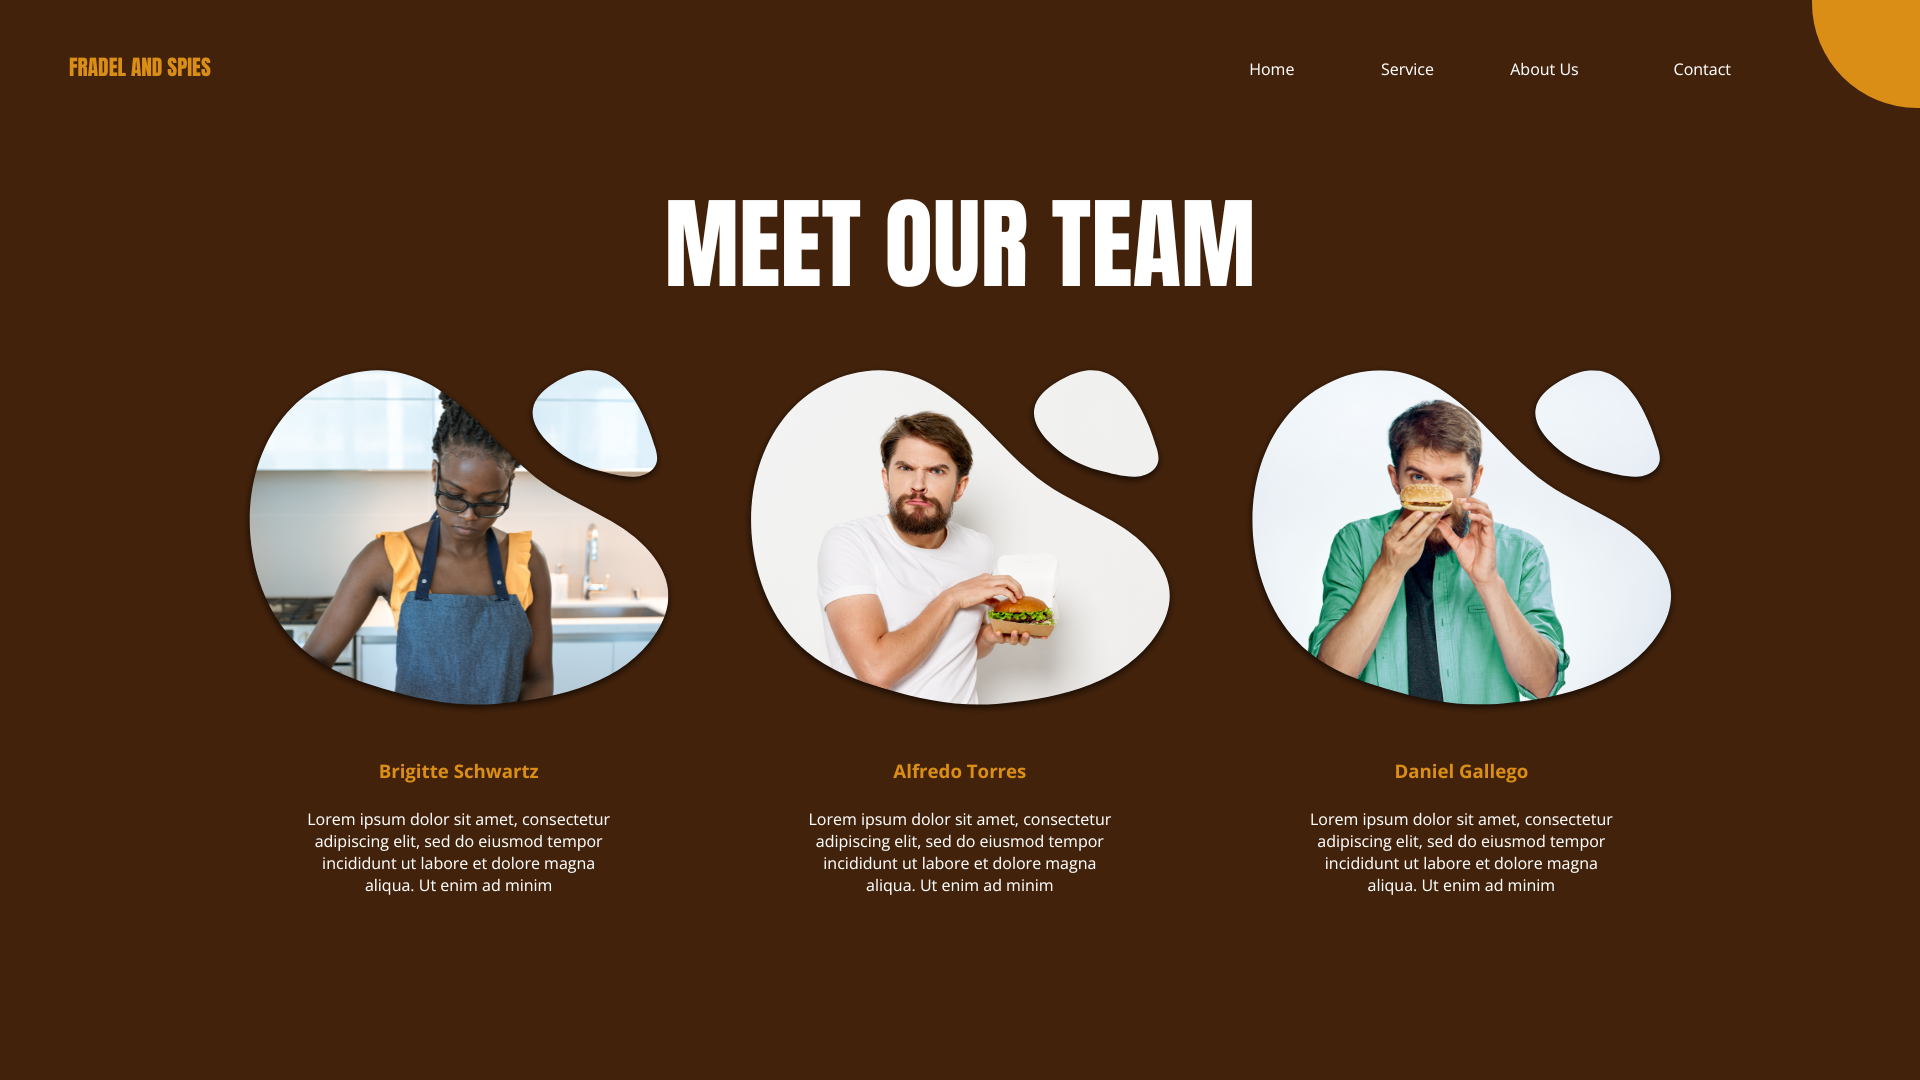 FRADEL AND SPIES
Home
Service
About Us
Contact
MEET OUR TEAM
Brigitte Schwartz
Lorem ipsum dolor sit amet, consectetur
adipiscing elit, sed do eiusmod tempor
incididunt ut labore et dolore magna
aliqua. Ut enim ad minim
Alfredo Torres
Lorem ipsum dolor sit amet, consectetur
adipiscing elit, sed do eiusmod tempor
incididunt ut labore et dolore magna
aliqua. Ut enim ad minim
Daniel Gallego
Lorem ipsum dolor sit amet, consectetur
adipiscing elit, sed do eiusmod tempor
incididunt ut labore et dolore magna
aliqua. Ut enim ad minim